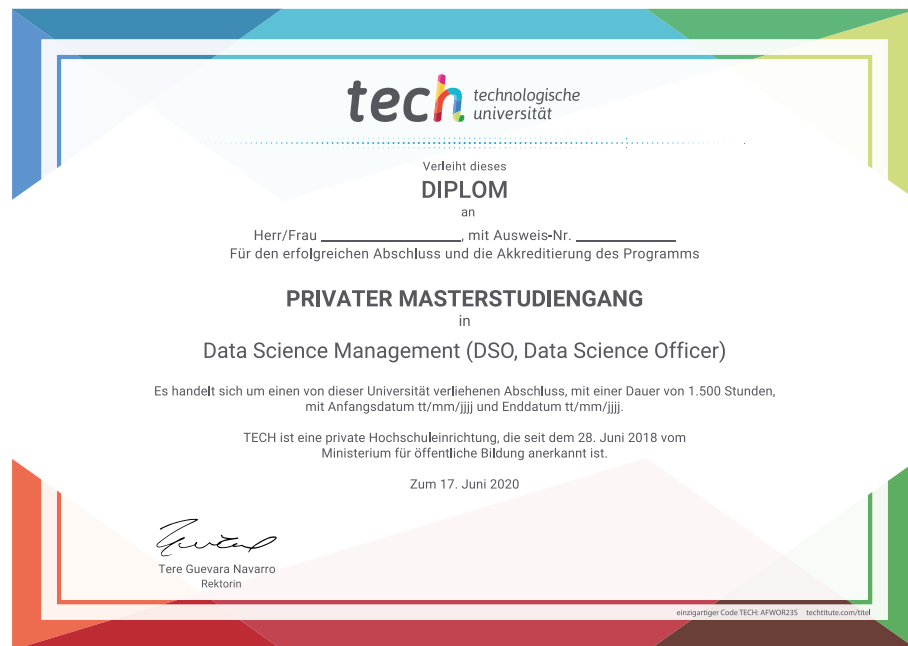 tech technologische
universität
Verleiht dieses
DIPLOM
an
Herr/Frau ____________________, mit Ausweis-Nr. ______________
Für den erfolgreichen Abschluss und die Akkreditierung des Programms
PRIVATER MASTERSTUDIENGANG
in
Data Science Management (DSO, Data Science Officer)
Es handelt sich um einen von dieser Universität verliehenen Abschluss, mit einer Dauer von 1.500 Stunden,
mit Anfangsdatum tt/mm/jjjj und Enddatum tt/mm/jjjj.
TECH ist eine private Hochschuleinrichtung, die seit dem 28. Juni 2018 vom
Ministerium für öffentliche Bildung anerkannt ist.
Zum 17. Juni 2020
Tere Guevara Navarro
Rektorin
einzigartiger Code TECH: AFWOR23S techtitute.com/titel